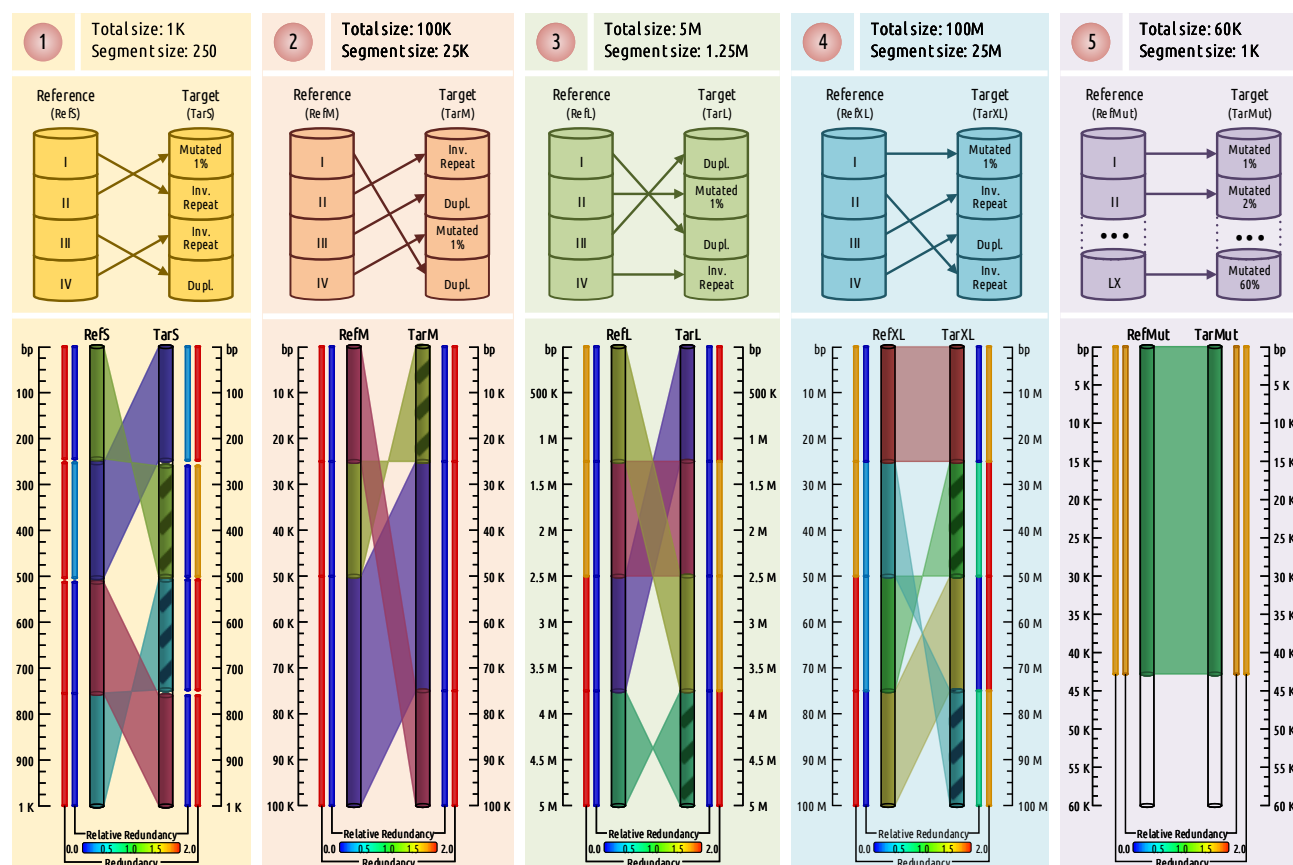 1
Total size: 1K
Segment size: 250
Reference
(RefS)
Target
(TarS)
I
II
III
IV
Mutated
1%
Inv.
Repeat
Inv.
Repeat
Dupl.
RefS
TarS
bp
100
200
300
400
500
600
700
800
900
1 K
bp
100
200
300
400
500
600
700
800
900
1 K
Relative Redundancy
0.0
0.5
1.0
1.5
2.0
Redundancy
2
Total size: 100K
Segment size: 25K
Reference
(RefM)
Target
(TarM)
I
II
III
IV
Inv.
Repeat
Dupl.
Mutated
1%
Dupl.
RefM
TarM
bp
10 K
20 K
30 K
40 K
50 K
60 K
70 K
80 K
90 K
100 K
bp
10 K
20 K
30 K
40 K
50 K
60 K
70 K
80 K
90 K
100 K
Relative Redundancy
0.0
0.5
1.0
1.5
2.0
Redundancy
3
Total size: 5M
Segment size: 1.25M
Reference
(RefL)
Target
(TarL)
I
II
III
IV
Dupl.
Mutated
1%
Dupl.
Inv.
Repeat
RefL
TarL
bp
500 K
1 M
1.5 M
2 M
2.5 M
3 M
3.5 M
4 M
4.5 M
5 M
bp
500 K
1 M
1.5 M
2 M
2.5 M
3 M
3.5 M
4 M
4.5 M
5 M
Relative Redundancy
0.0
0.5
1.0
1.5
2.0
Redundancy
4
Total size: 100M
Segment size: 25M
Reference
(RefXL)
Target
(TarXL)
I
II
III
IV
Mutated
1%
Inv.
Repeat
Dupl.
Inv.
Repeat
RefXL
TarXL
bp
10 M
20 M
30 M
40 M
50 M
60 M
70 M
80 M
90 M
100 M
bp
10 M
20 M
30 M
40 M
50 M
60 M
70 M
80 M
90 M
100 M
Relative Redundancy
0.0
0.5
1.0
1.5
2.0
Redundancy
5
Total size: 60K
Segment size: 1K
Reference
(RefMut)
Target
(TarMut)
I
II
•••
LX
Mutated
1%
Mutated
2%
•••
Mutated
60%
RefMut
TarMut
bp
5 K
10 K
15 K
20 K
25 K
30 K
35 K
40 K
45 K
50 K
55 K
60 K
bp
5 K
10 K
15 K
20 K
25 K
30 K
35 K
40 K
45 K
50 K
55 K
60 K
Relative Redundancy
0.0
0.5
1.0
1.5
2.0
Redundancy